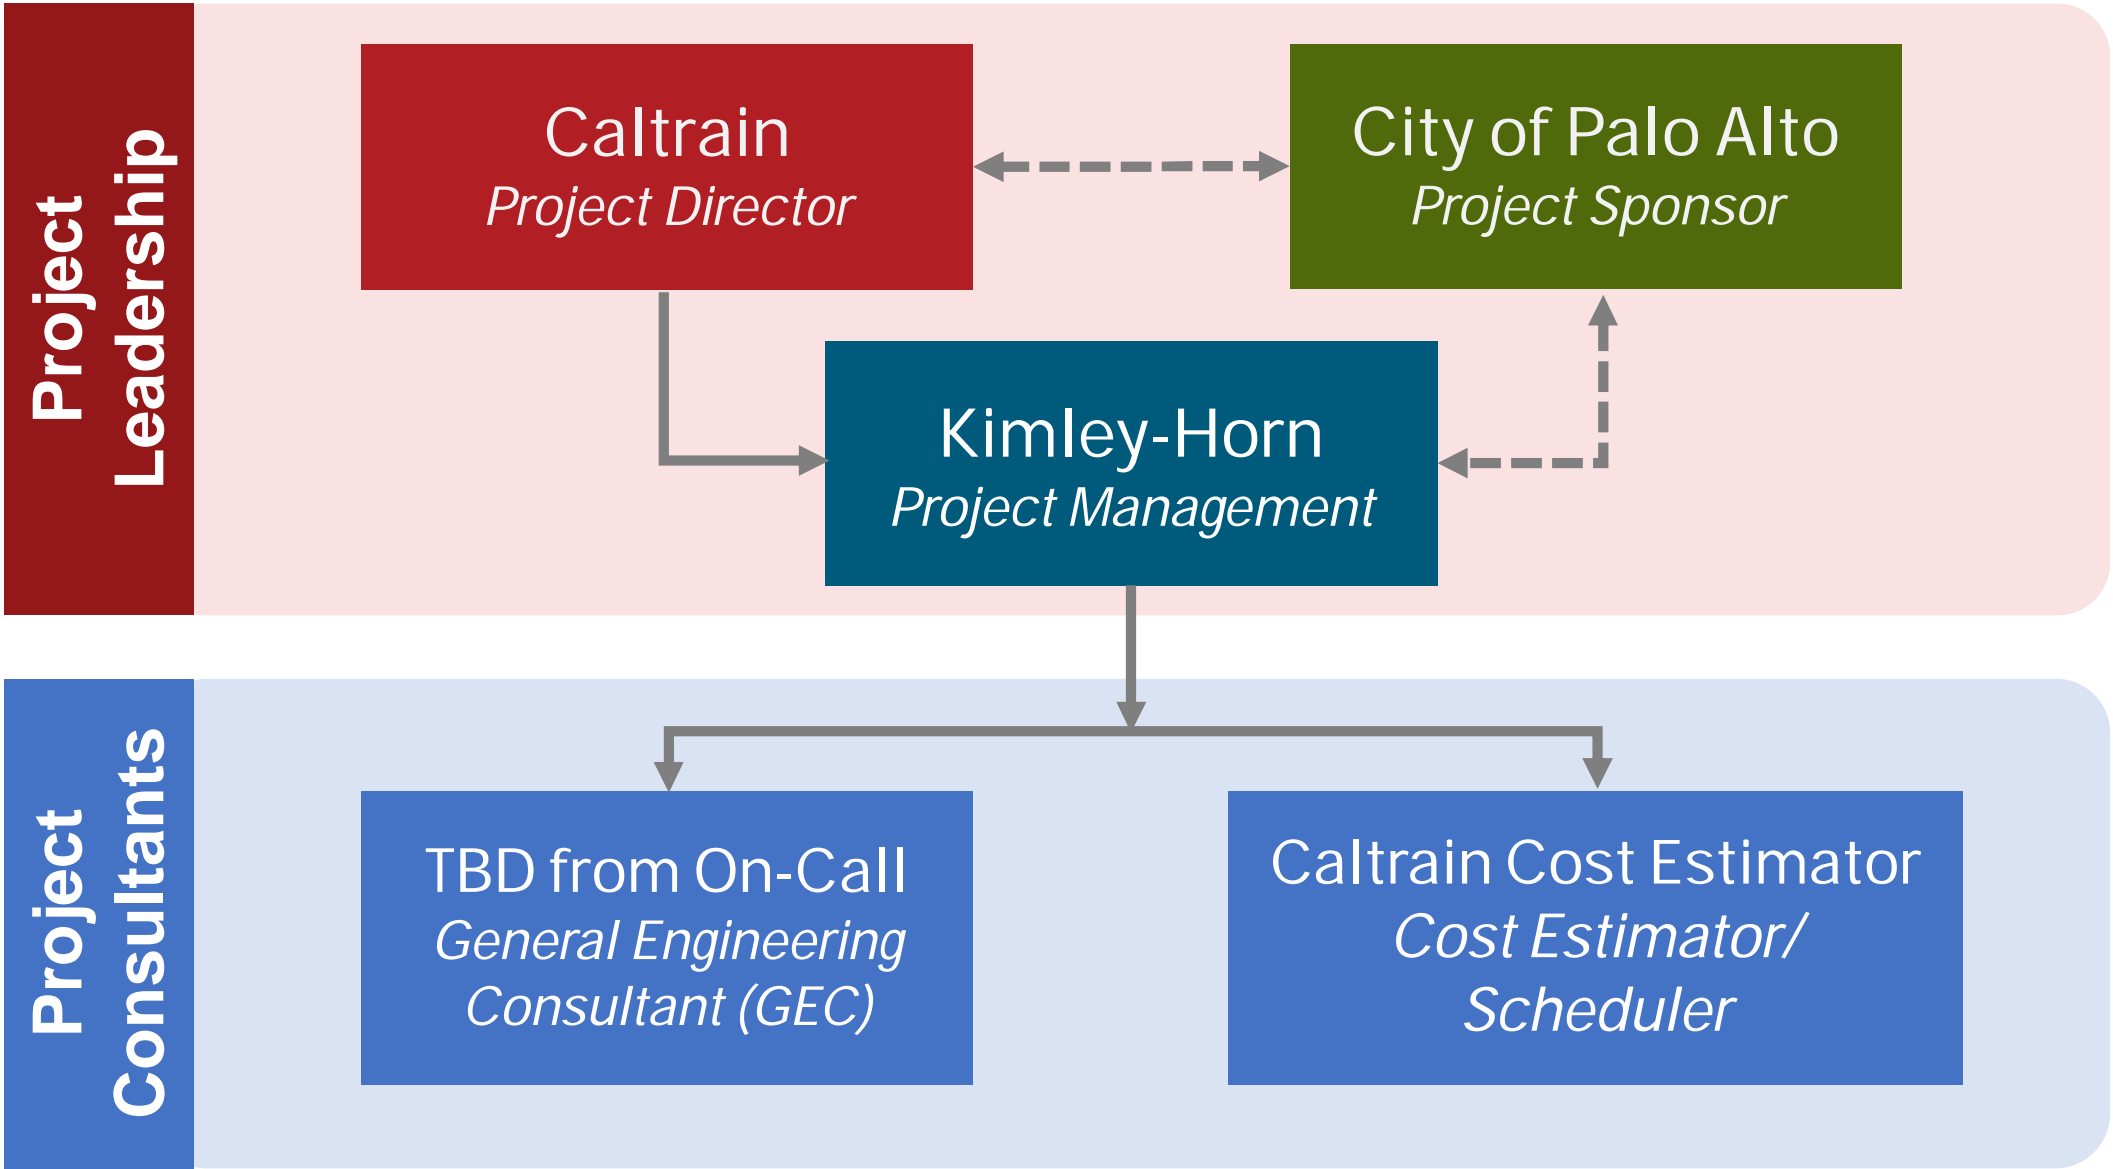 Project
Leadership
Caltrain
Project Director
City of Palo Alto
Project Sponsor
Kimley-Horn
Project Management
Project
Consultants
TBD from On-Call
General Engineering
Consultant (GEC)
Caltrain Cost Estimator
Cost Estimator/
Scheduler